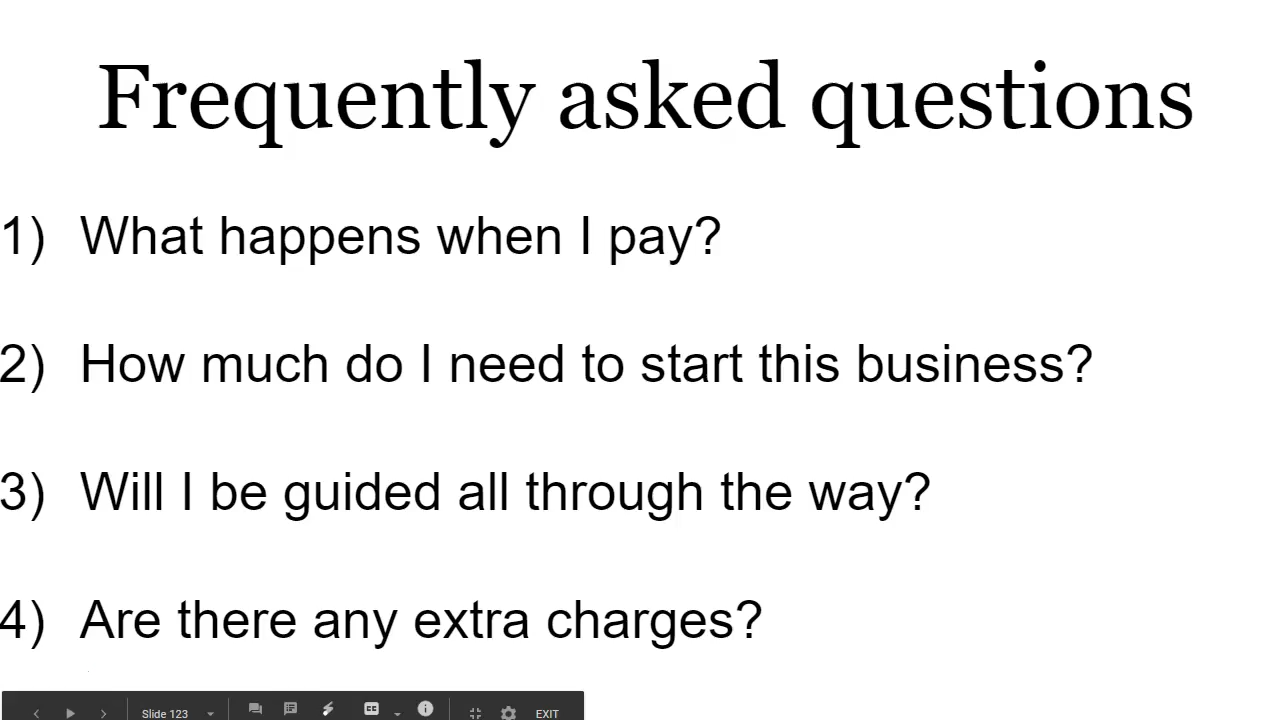 Frequently asked questions
1) What happens when I pay?
2) How much do I need to start this business?
3) Will I be guided all through the way?
4) Are there any extra charges?
Slide 123 CC EXIT